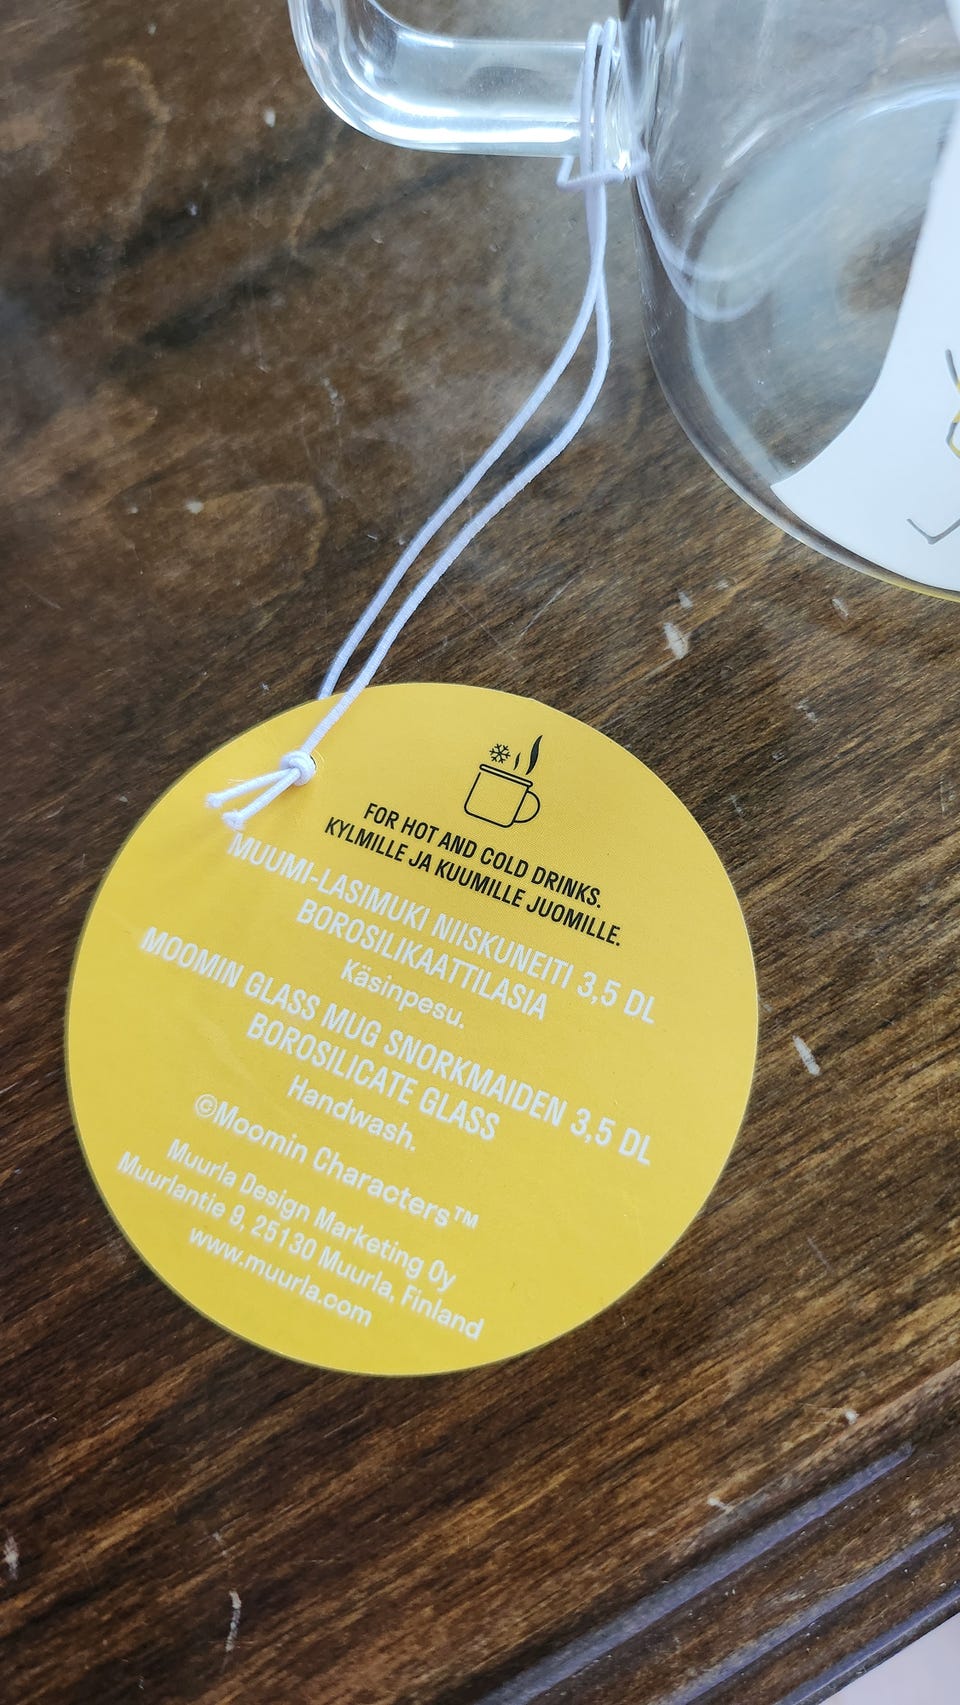 FOR HOT AND COLD DRINKS.
KYLMILLE JA KUUMILLE JUOMILLE.
MUUMI-LASIMUKI NIISKUNEITI 3,5 DL
BOROSILIKAATTILASIA
Käsinpesu.
MOOMIN GLASS MUG SNORKMAIDEN 3,5 DL
BOROSILICATE GLASS
Handwash.
©Moomin Characters™
Muurla Design Marketing Oy
Muurlantie 9, 25130 Muurla, Finland
www.muurla.com